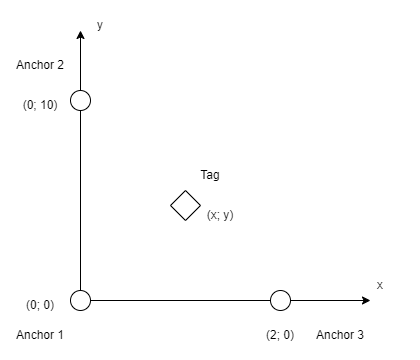 y
Anchor 2
(0; 10)
Tag
(x; y)
x
(0; 0)
Anchor 1
(2; 0)
Anchor 3